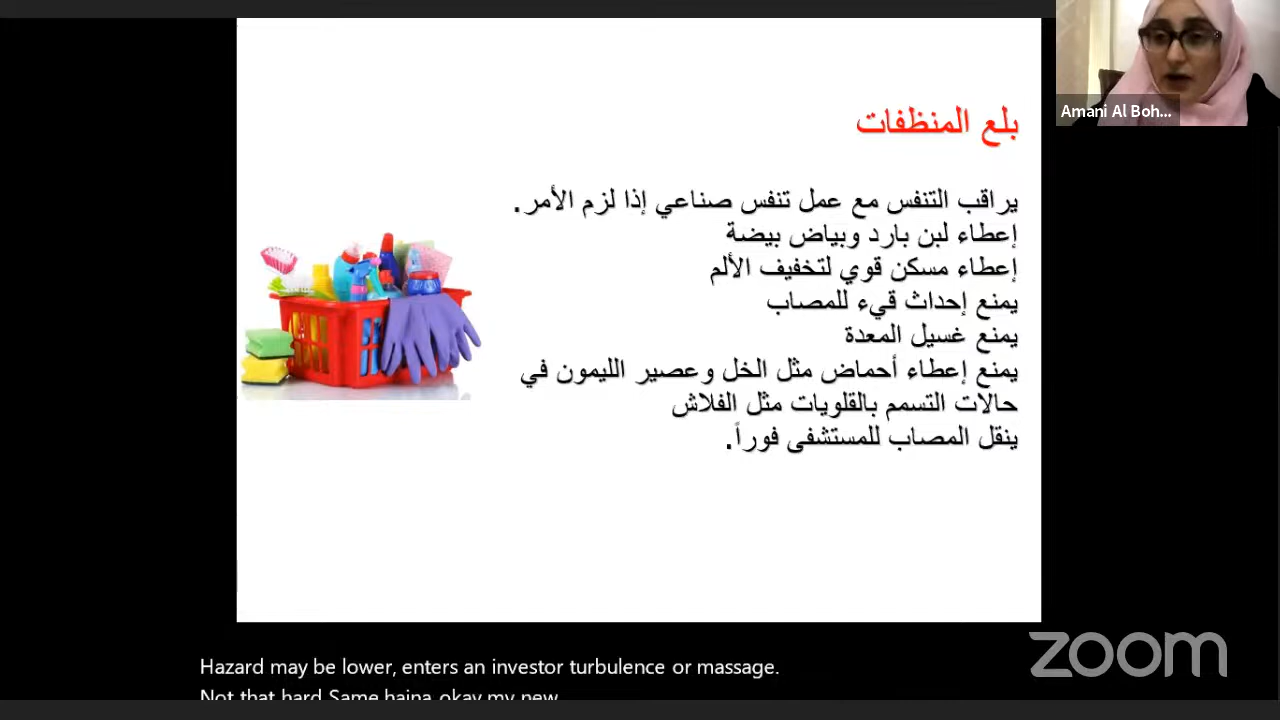 Amani Al Boh...
بلع المنظفات
يراقب التنفس مع عمل تنفس صناعي إذا لزم الأمر.
إعطاء لبن بارد وبياض بيضة
إعطاء مسكن قوي لتخفيف الألم
يمنع إحداث قيء للمصاب
يمنع غسيل المعدة
يمنع إعطاء أحماض مثل الخل وعصير الليمون في
حالات التسمم بالقلويات مثل الفلاش
ينقل المصاب للمستشفى فوراً.
Hazard may be lower, enters an investor turbulence or massage.
Not that hard Same haina, okay my new
zoom